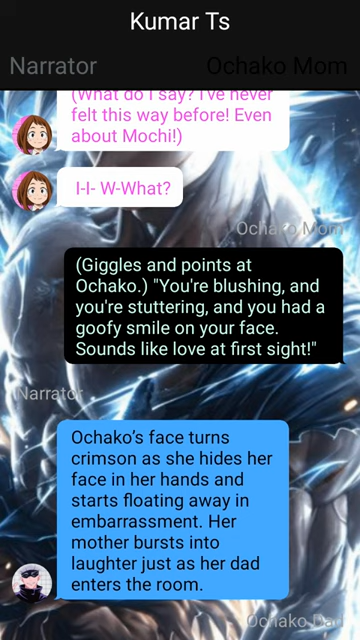 Kumar Ts
Narrator
Ochako Mom
(What do I say? I've never
felt this way before! Even
about Mochi!)
I-I- W-What?
Ochako Mom
(Giggles and points at
Ochako.) "You're blushing, and
you're stuttering, and you had a
goofy smile on your face.
Sounds like love at first sight!"
Narrator
Ochako’s face turns
crimson as she hides her
face in her hands and
starts floating away in
embarrassment. Her
mother bursts into
laughter just as her dad
enters the room.
Ochako Dad